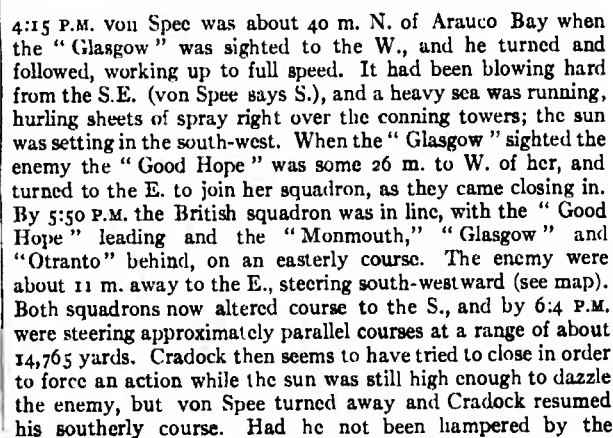 4:15 P.M. von Spee was about 40 m. N. of Arauco Bay when
the " Glasgow " was sighted to the W., and he turned and
followed, working up to full speed. It had been blowing hard
from the S.E. (von Spee says S.), and a heavy sea was running,
hurling sheets of spray right over the conning towers; the sun
was setting in the south-west. When the " Glasgow " sighted the
enemy the " Good Hope " was some 26 m. to W. of her, and
turned to the E. to join her squadron, as they came closing in.
By 5:50 P.M. the British squadron was in line, with the " Good
Hope " leading and the " Monmouth," " Glasgow " and
" Otranto " behind, on an easterly course. The enemy were
about 11 m. away to the E., steering south-westward (see map).
Both squadrons now altered course to the S., and by 6:4 P.M.
were steering approximately parallel courses at a range of about
14,765 yards. Cradock then seems to have tried to close in order
to force an action while the sun was still high enough to dazzle
the enemy, but von Spee turned away and Cradock resumed
his southerly course. Had he not been hampered by the